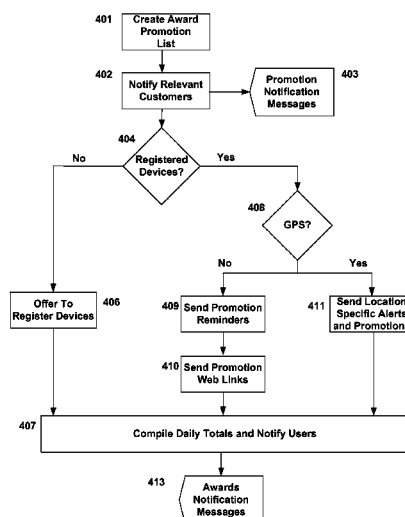 401
Create Award
Promotion
List
402
Notify Relevant
Customers
Promotion
Notification
Messages
403
404
Registered
Devices?
No
Yes
408
GPS?
No
Yes
Offer To
Register Devices
406
409
Send Promotion
Reminders
411
Send Location
Specific Alerts
and Promotion
410
Send Promotion
Web Links
407
Compile Daily Totals and Notify Users
413
Awards
Notification
Messages